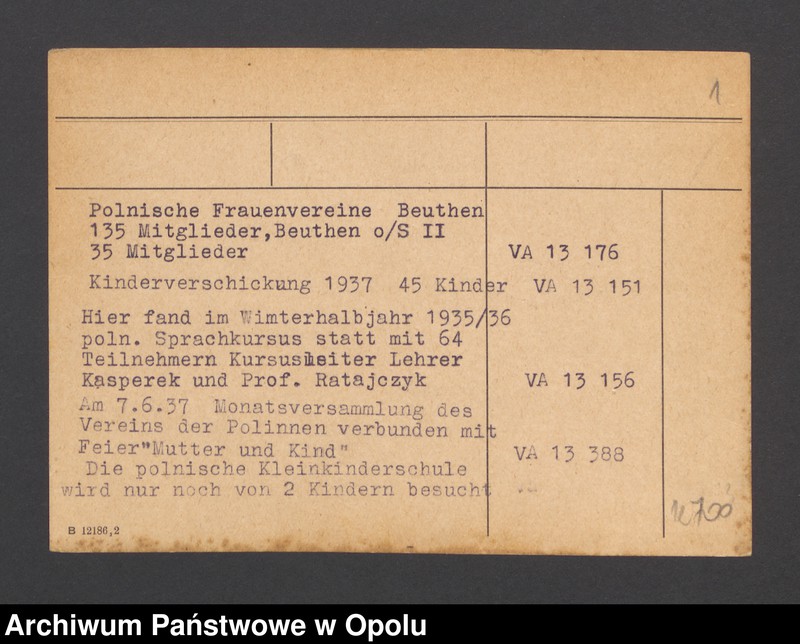 1
Polnische Frauenvereine Beuthen
135 Mitglieder,Beuthen o/S II
35 Mitglieder VA 13 176
Kinderverschickung 1937 45 Kinder VA 13 151
Hier fand im Wimterhalbjahr 1935/36
poln. Sprachkursus statt mit 64
Teilnehmern Kursusleiter Lehrer
Kasperek und Prof. Ratajczyk VA 13 156
Am 7.6.37 Monatsversammlung des
Vereins der Polinnen verbunden mit
Feier"Mutter und Kind" VA 13 388
Die polnische Kleinkinderschule
wird nur noch von 2 Kindern besucht
B 12186,2
Archiwum Państwowe w Opolu